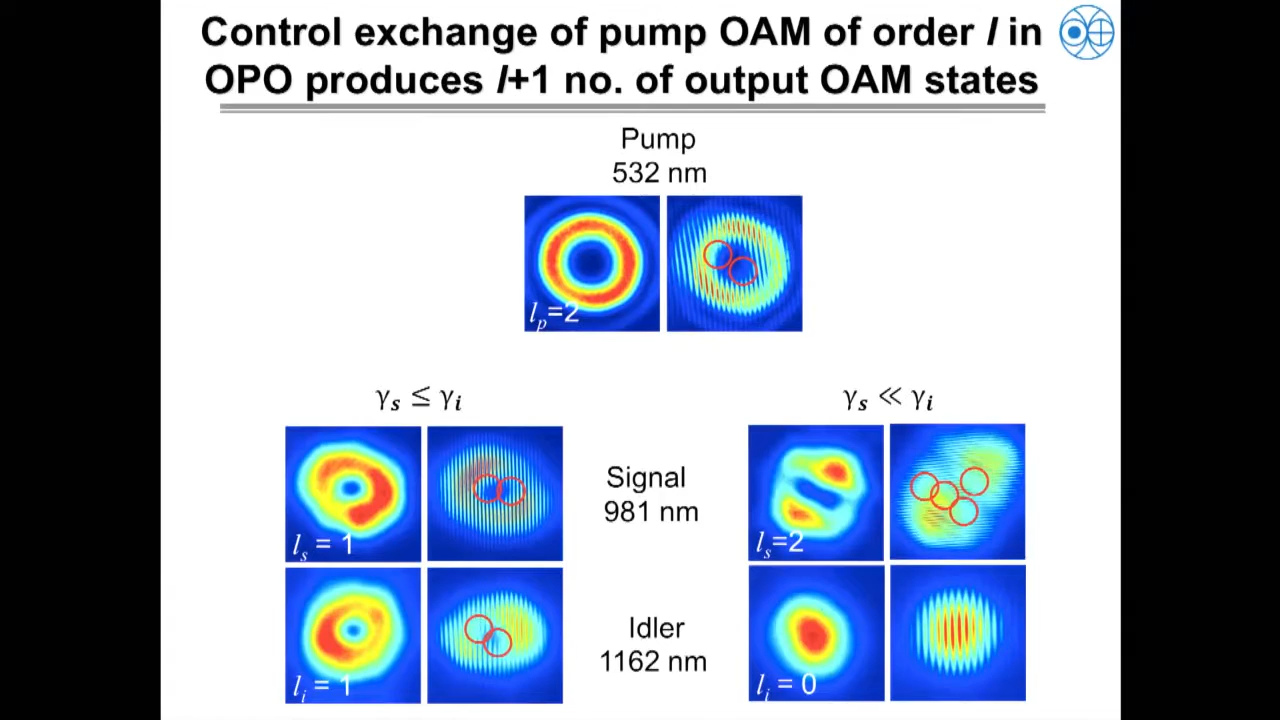 Control exchange of pump OAM of order l in
OPO produces l+1 no. of output OAM states
Pump
532 nm
lₚ=2
γₛ ≤ γᵢ
γₛ ≪ γᵢ
lₛ = 1
Signal
981 nm
lₛ=2
lᵢ = 1
Idler
1162 nm
lᵢ = 0